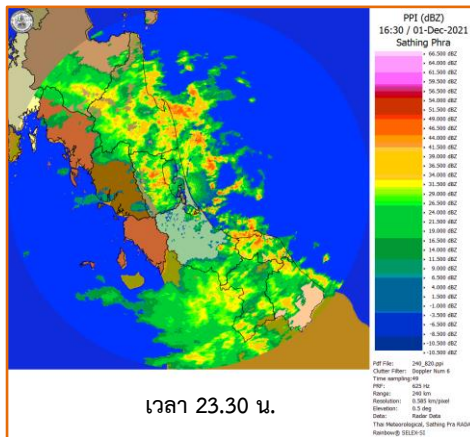 PPI (dBZ)
16:30 / 01-Dec-2021
Sathing Phra
66.500 dBZ
64.000 dBZ
61.500 dBZ
59.000 dBZ
56.500 dBZ
54.000 dBZ
51.500 dBZ
49.000 dBZ
46.500 dBZ
44.000 dBZ
41.500 dBZ
39.000 dBZ
36.500 dBZ
34.000 dBZ
31.500 dBZ
29.000 dBZ
26.500 dBZ
24.000 dBZ
21.500 dBZ
19.000 dBZ
16.500 dBZ
14.000 dBZ
11.500 dBZ
9.000 dBZ
6.500 dBZ
4.000 dBZ
1.500 dBZ
-1.000 dBZ
-3.500 dBZ
-6.000 dBZ
-8.500 dBZ
-10.500 dBZ
Pdf File: 240_820.ppi
Clutter Filter: Doppler Num 6
Time sampling:49
PRF: 625 Hz
Range: 240 km
Resolution: 0.585 km/pixel
Elevation: 0.5 deg
Data: Radar Data
Thai Meteorological, Sathing Pra RADA
Rainbow® SELEX-SI
เวลา 23.30 น.